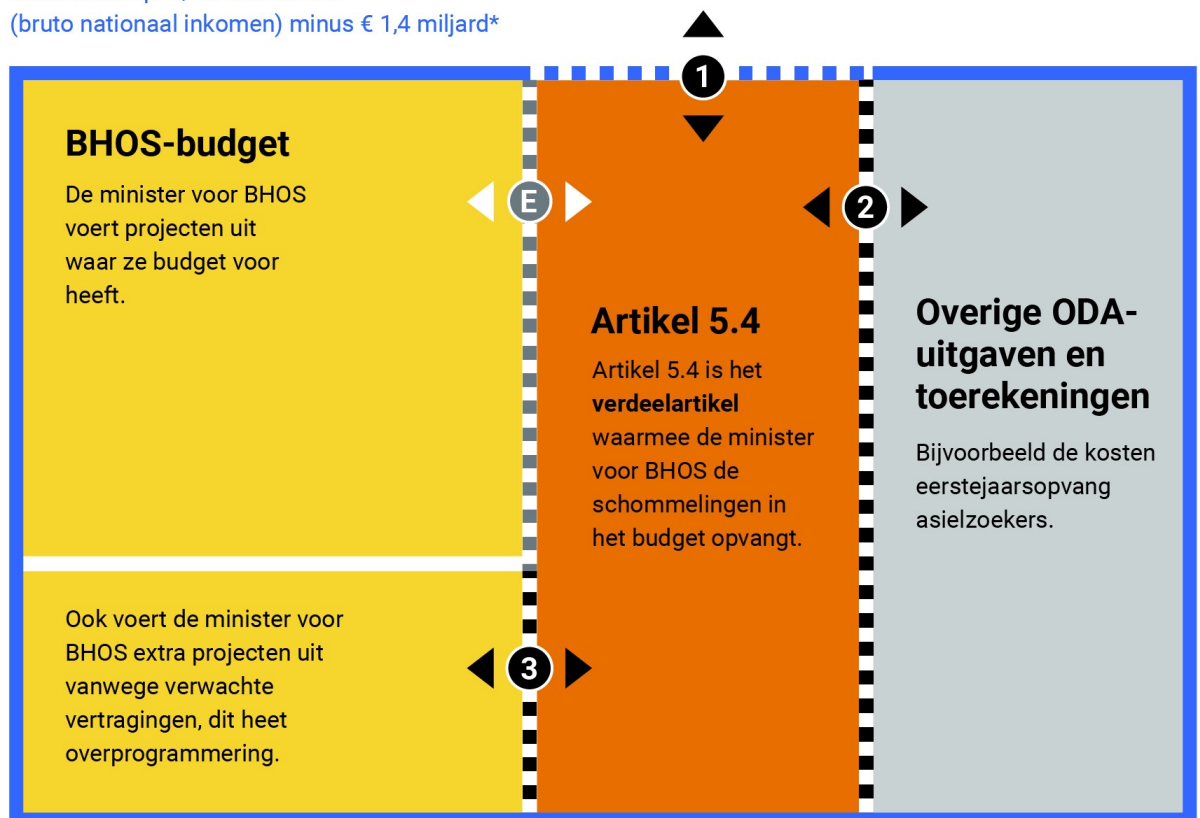 (bruto nationaal inkomen) minus € 1,4 miljard*
1
BHOS-budget
De minister voor BHOS
voert projecten uit
waar ze budget voor
heeft.
E
2
Artikel 5.4
Artikel 5.4 is het
verdeelartikel
waarmee de minister
voor BHOS de
schommelingen in
het budget opvangt.
Overige ODA-
uitgaven en
toerekeningen
Bijvoorbeeld de kosten
eerstejaarsopvang
asielzoekers.
Ook voert de minister voor
BHOS extra projecten uit
vanwege verwachte
vertragingen, dit heet
overprogrammering.
3